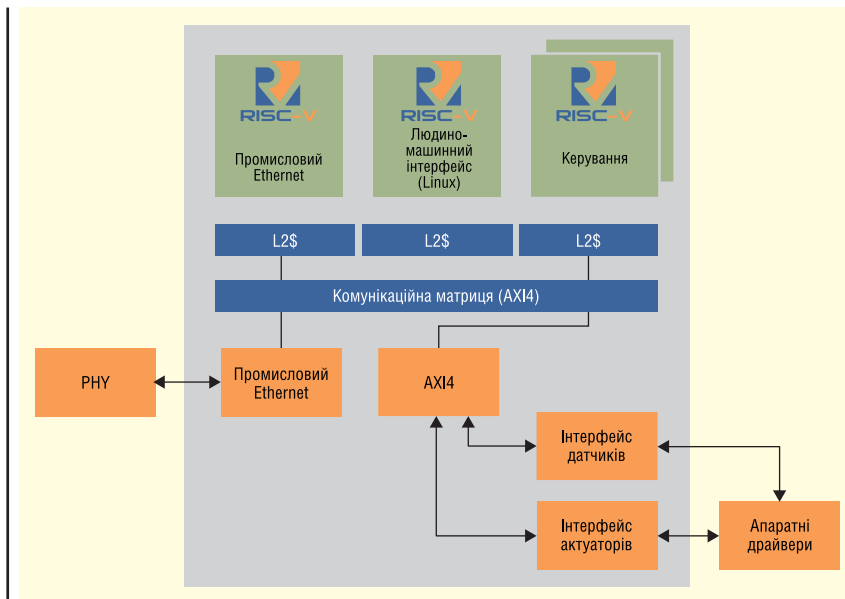 RISC-V
Промисловий
Ethernet
RISC-V
Людино-
машинний
інтерфейс
(Linux)
RISC-V
Керування
L2$
L2$
L2$
Комунікаційна матриця (AXI4)
PHY
Промисловий
Ethernet
AXI4
Інтерфейс
датчиків
Інтерфейс
актуаторів
Апаратні
драйвери